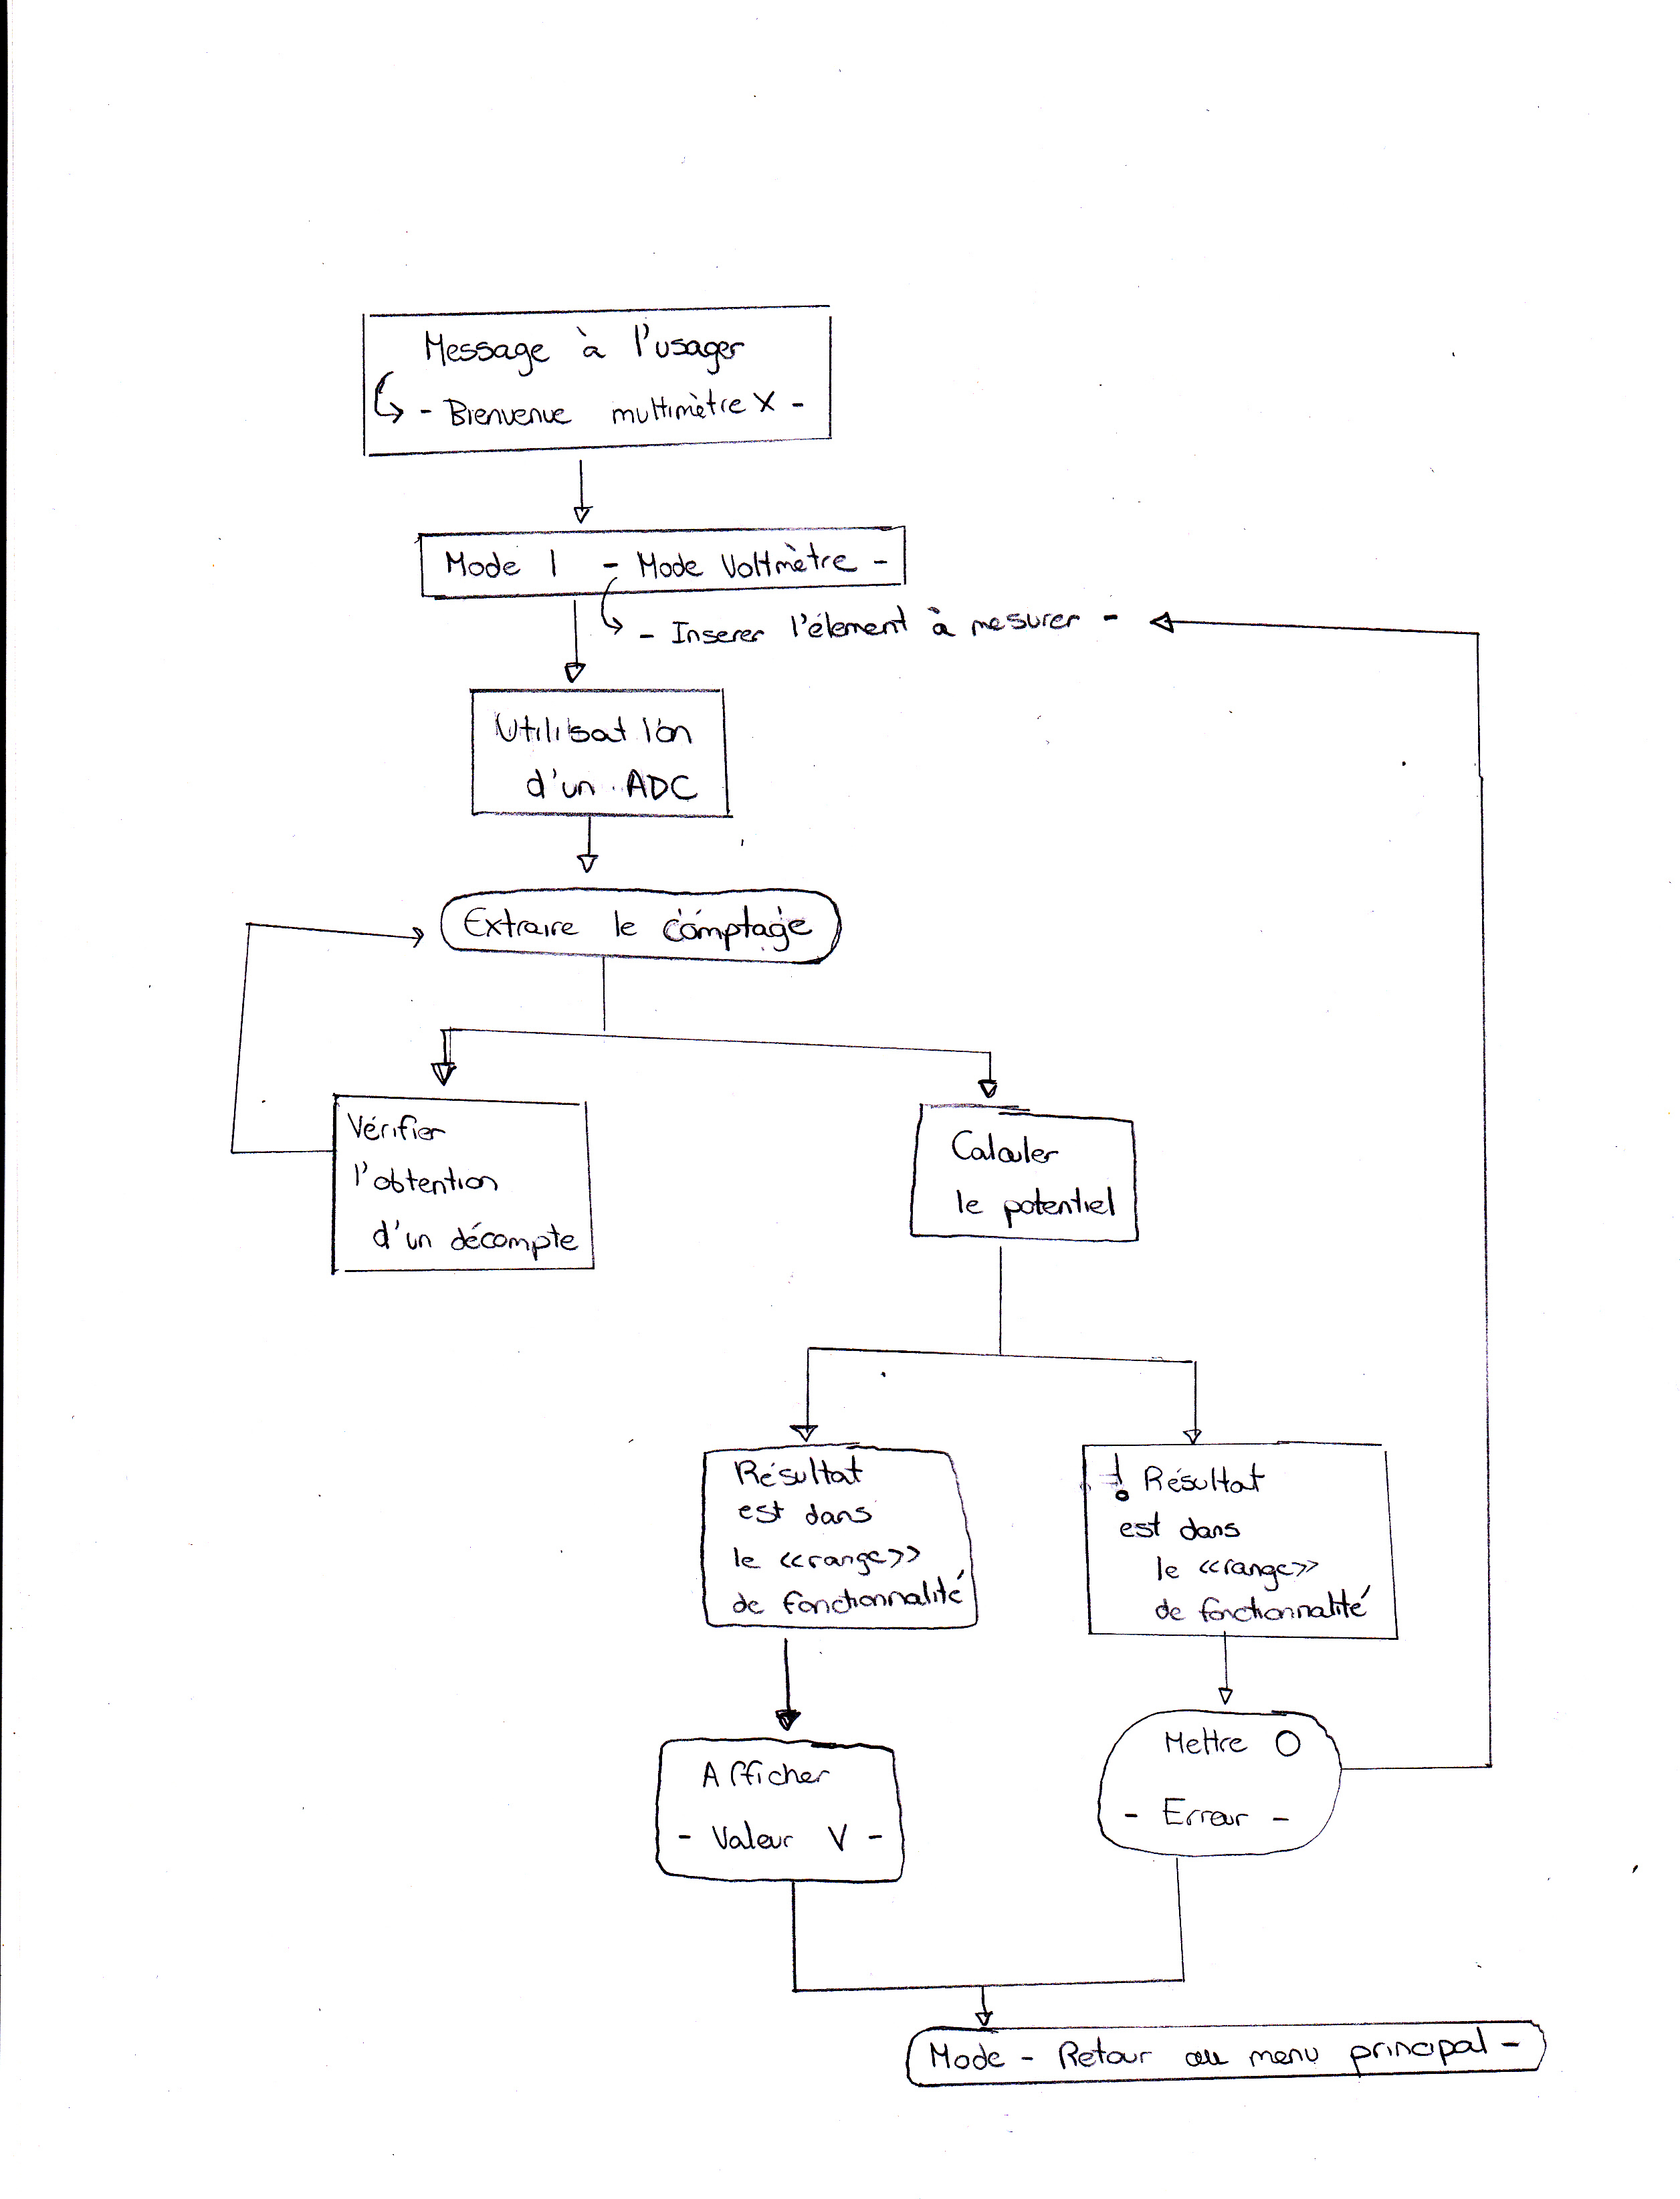 Message à l'usager
- Bienvenue multimètre X -
Mode 1 - Mode Voltmètre -
- Inserer l'élement à mesurer -
Utilisation
d'un ADC
Extraire le comptage
Vérifier
l'obtention
d'un décompte
Calculer
le potentiel
Résultat
est dans
le <<range>>
de fonctionnalité
! Résultat
est dans
le <<range>>
de fonctionnalité
Afficher
- Valeur V -
Mettre 0
- Erreur -
Mode - Retour au menu principal -